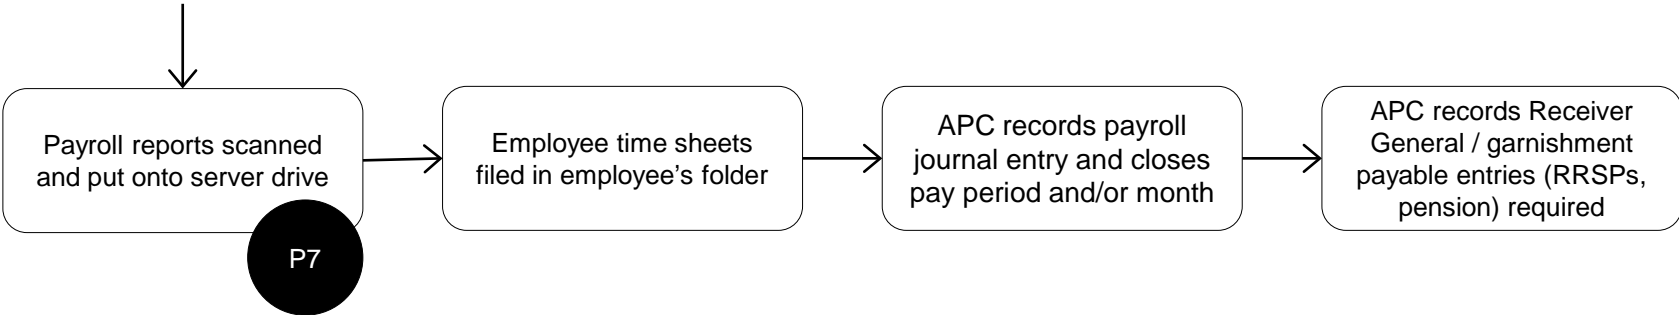 Payroll reports scanned
and put onto server drive
P7
Employee time sheets
filed in employee’s folder
APC records payroll
journal entry and closes
pay period and/or month
APC records Receiver
General / garnishment
payable entries (RRSPs,
pension) required